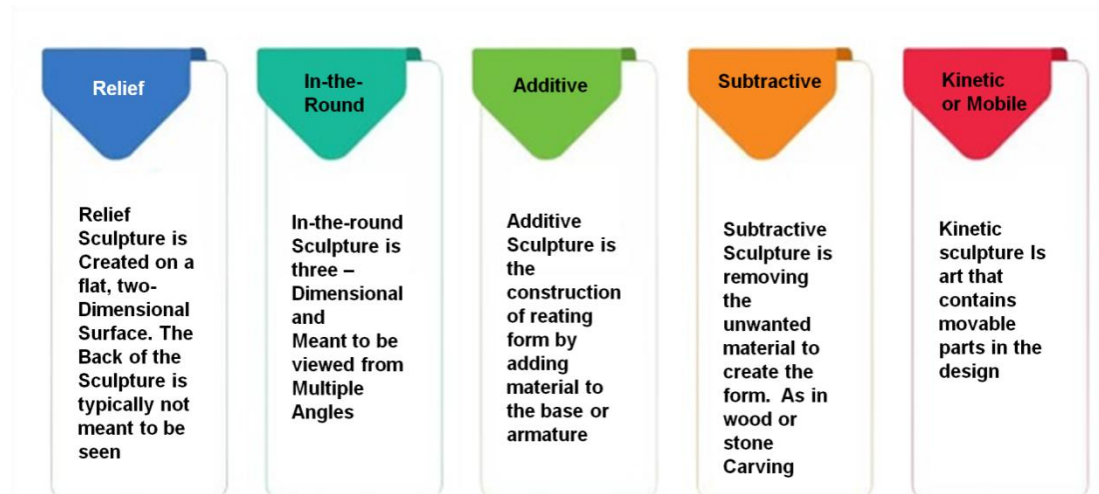 Relief
In-the-
Round
Additive
Subtractive
Kinetic
or Mobile
Relief
Sculpture is
Created on a
flat, two-
Dimensional
Surface. The
Back of the
Sculpture is
typically not
meant to be
seen
In-the-round
Sculpture is
three –
Dimensional
and
Meant to be
viewed from
Multiple
Angles
Additive
Sculpture is
the
construction
of reating
form by
adding
material to
the base or
armature
Subtractive
Sculpture is
removing
the
unwanted
material to
create the
form.  As in
wood or
stone
Carving
Kinetic
sculpture Is
art that
contains
movable
parts in the
design